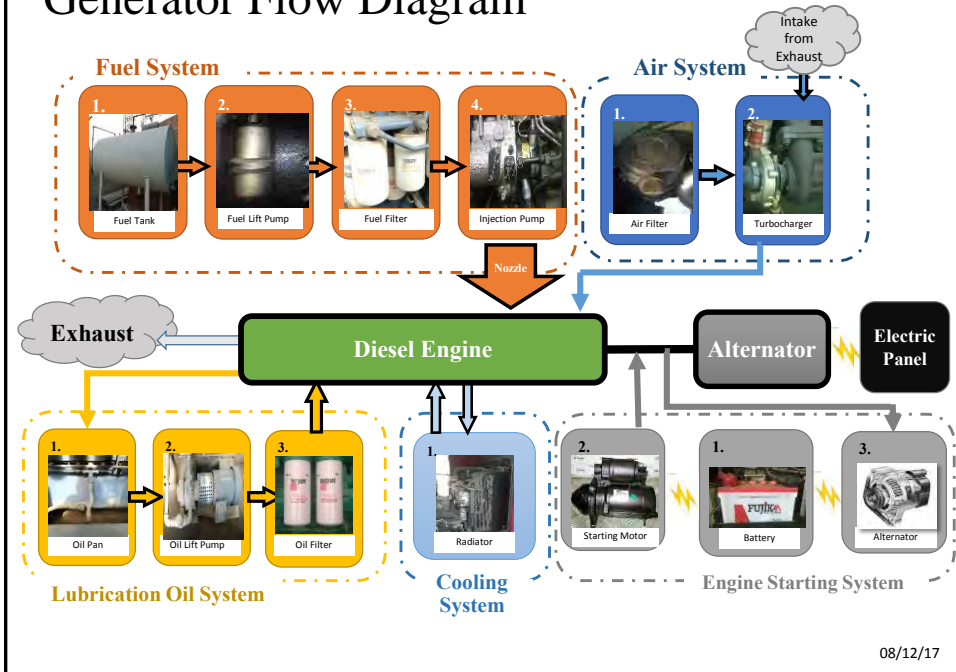 Generator Flow Diagram
Intake
from
Exhaust
Fuel System
Air System
1.
2.
3.
4.
1.
2.
Fuel Tank
Fuel Lift Pump
Fuel Filter
Injection Pump
Air Filter
Turbocharger
Nozzle
Exhaust
Diesel Engine
Alternator
Electric
Panel
1.
2.
3.
1.
2.
1.
3.
FUJIKA
Oil Pan
Oil Lift Pump
Oil Filter
Radiator
Starting Motor
Battery
Alternator
Lubrication Oil System
Cooling
System
Engine Starting System
08/12/17